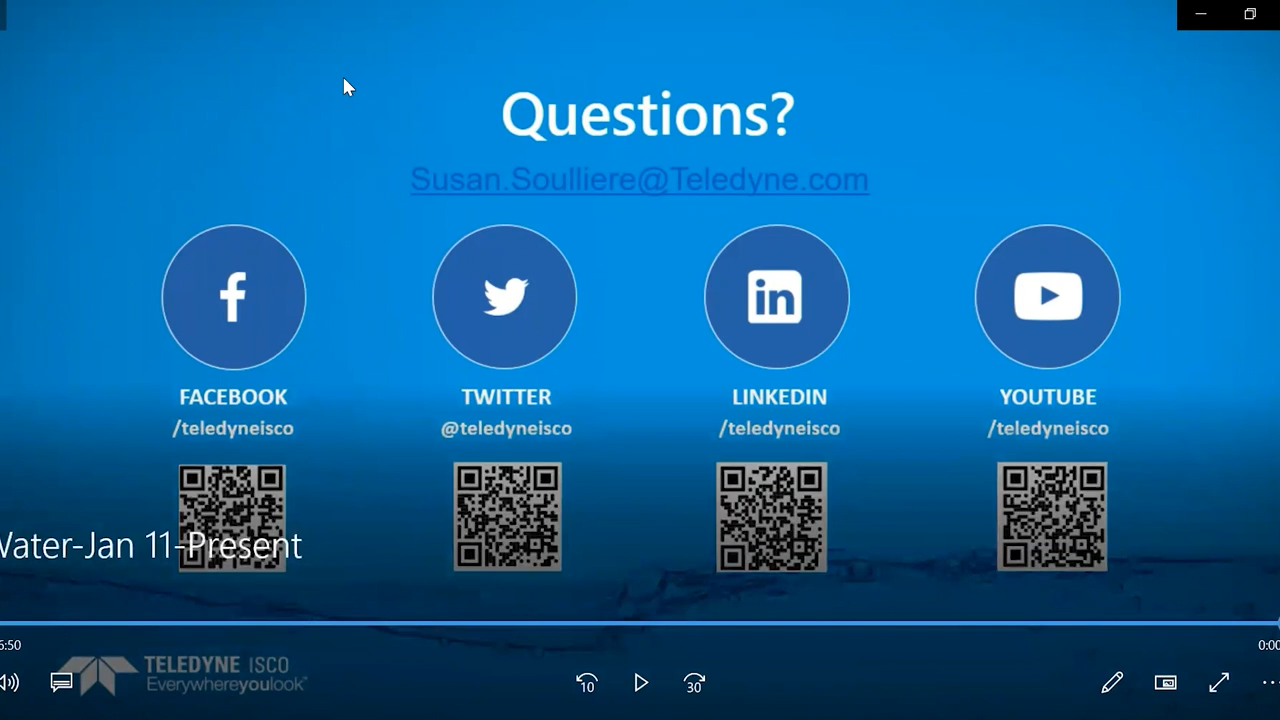 Questions?
Susan.Soulliere@Teledyne.com
FACEBOOK
/teledyneisco
TWITTER
@teledyneisco
LINKEDIN
/teledyneisco
YOUTUBE
/teledyneisco
Water-Jan 11-Present
6:50
0:00
TELEDYNE ISCO
Everywhereyoulook
10
30